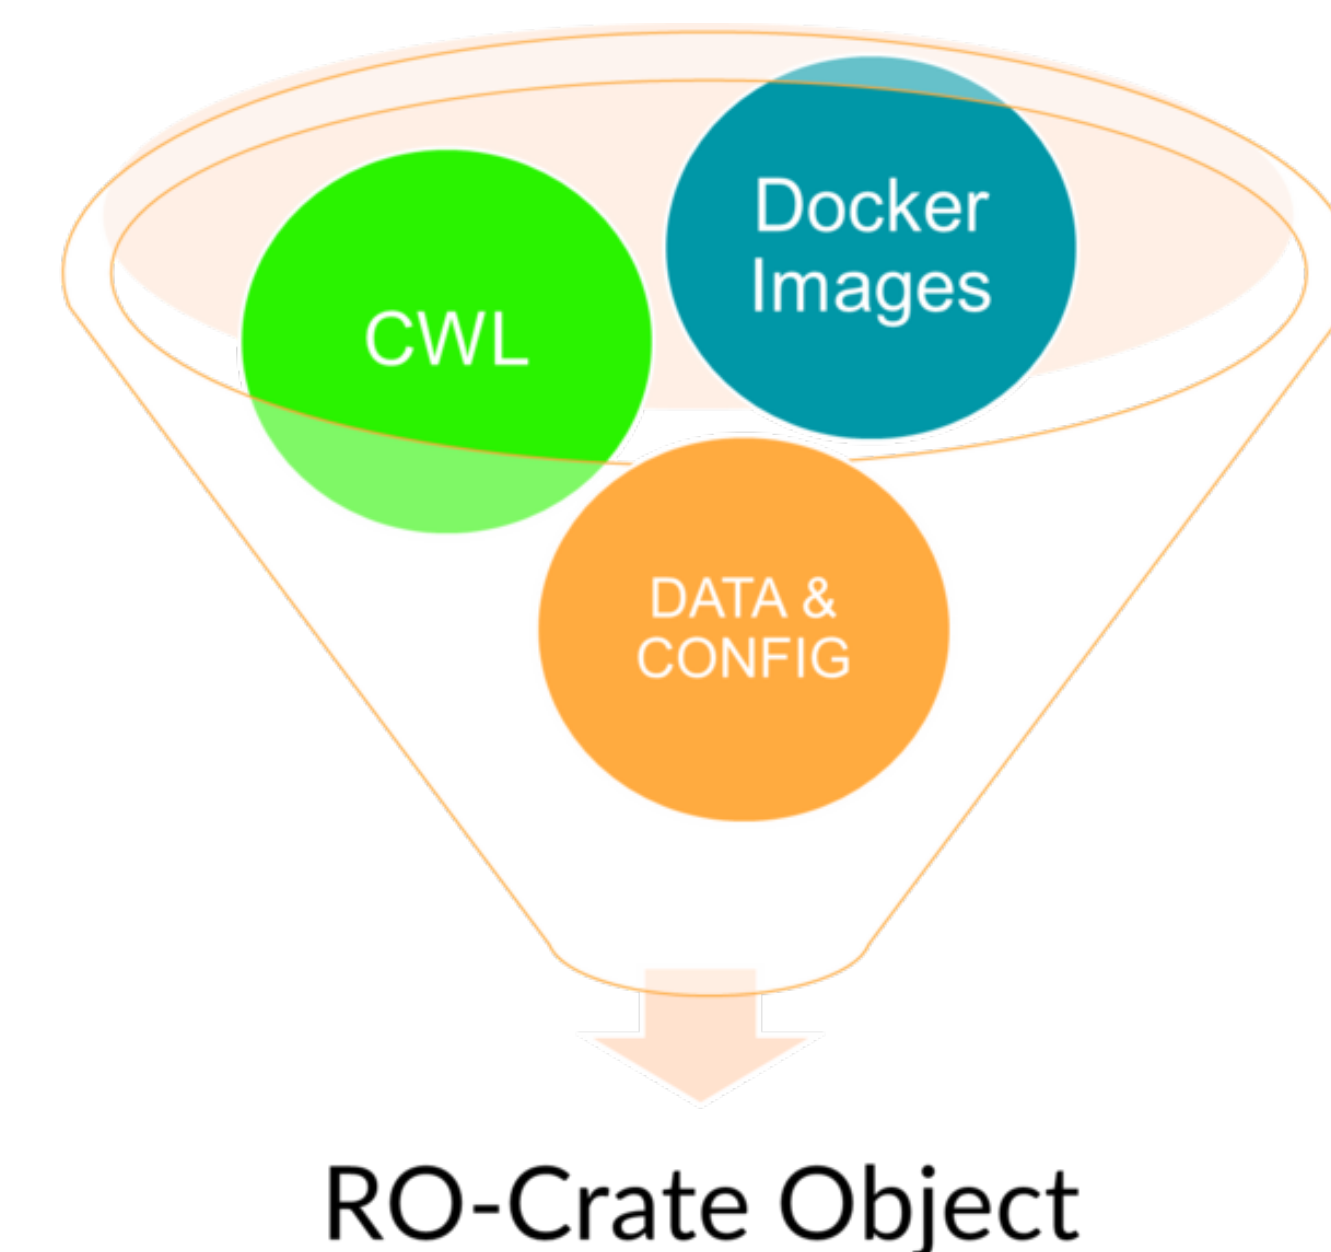 Docker
Images
CWL
DATA &
CONFIG
RO-Crate Object